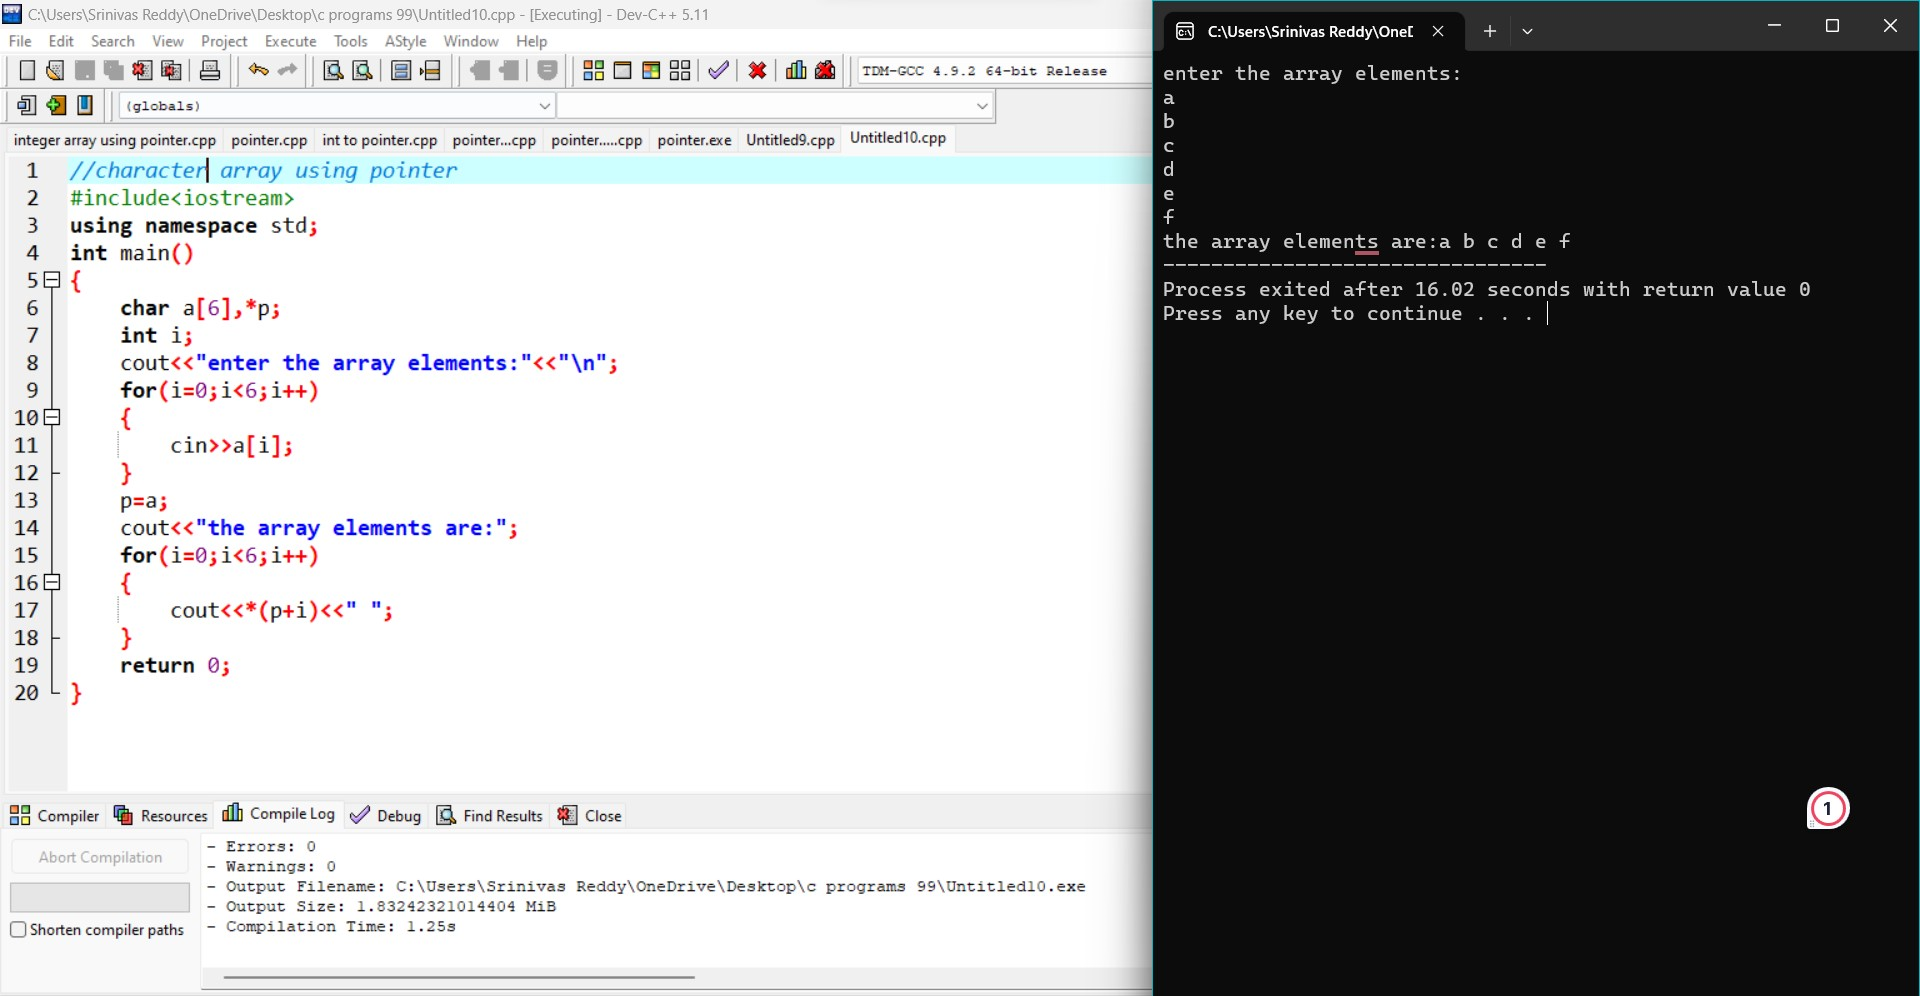 C:\Users\Srinivas Reddy\OneDrive\Desktop\c programs 99\Untitled10.cpp - [Executing] - Dev-C++ 5.11
File Edit Search View Project Execute Tools AStyle Window Help
TDM-GCC 4.9.2 64-bit Release
(globals)
integer array using pointer.cpp pointer.cpp int to pointer.cpp pointer...cpp pointer.....cpp pointer.exe Untitled9.cpp Untitled10.cpp
1 //character array using pointer
2 #include<iostream>
3 using namespace std;
4 int main()
5 {
6 char a[6],*p;
7 int i;
8 cout<<"enter the array elements:"<<"\n";
9 for(i=0;i<6;i++)
10 {
11 cin>>a[i];
12 }
13 p=a;
14 cout<<"the array elements are:";
15 for(i=0;i<6;i++)
16 {
17 cout<<*(p+i)<<" ";
18 }
19 return 0;
20 }
Compiler Resources Compile Log Debug Find Results Close
Abort Compilation
Shorten compiler paths
- Errors: 0
- Warnings: 0
- Output Filename: C:\Users\Srinivas Reddy\OneDrive\Desktop\c programs 99\Untitled10.exe
- Output Size: 1.83242321014404 MiB
- Compilation Time: 1.25s
C:\Users\Srinivas Reddy\OneD
enter the array elements:
a
b
c
d
e
f
the array elements are:a b c d e f
--------------------------------
Process exited after 16.02 seconds with return value 0
Press any key to continue . . .
1